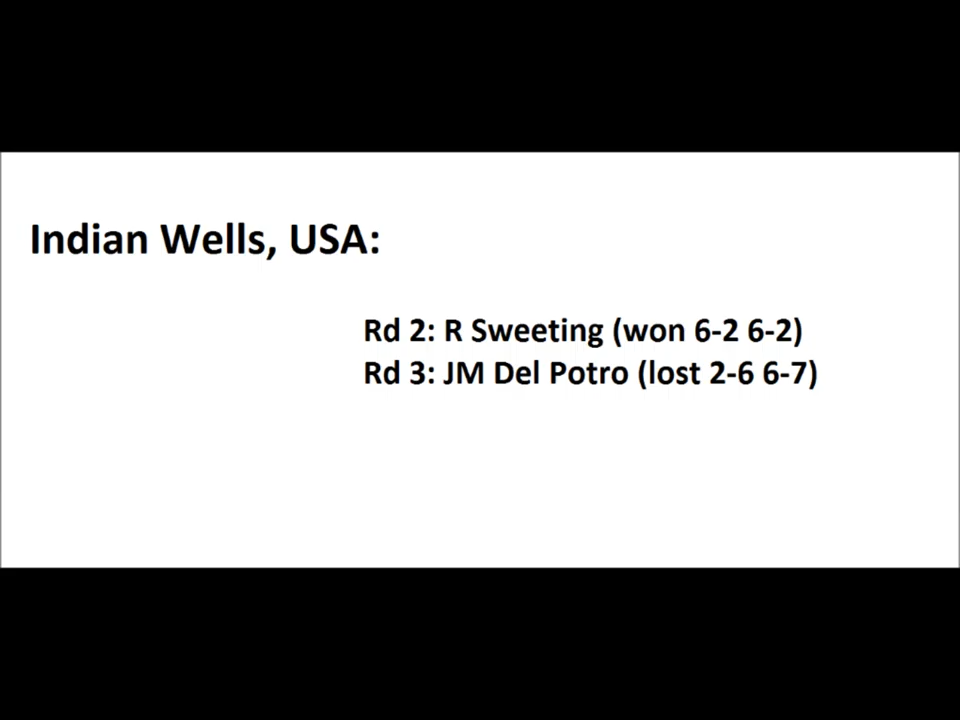 Indian Wells, USA:
Rd 2: R Sweeting (won 6-2 6-2)
Rd 3: JM Del Potro (lost 2-6 6-7)